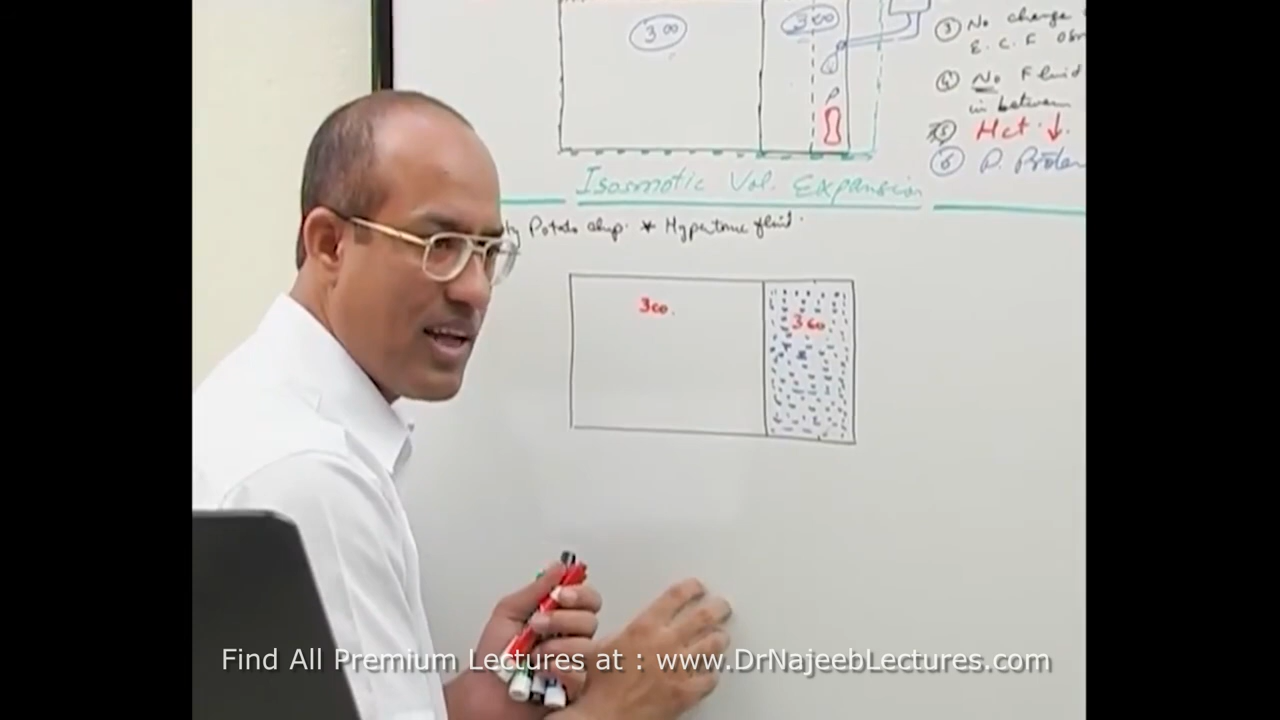 300
300
③ No change
E. C. F
④ No Fluid
in between
P
⑤ Hct ↓.
⑥ P. Protein
Isosmotic Vol. Expansion
Potato chip. * Hypertonic fluid.
300.
360
Find All Premium Lectures at : www.DrNajeebLectures.com